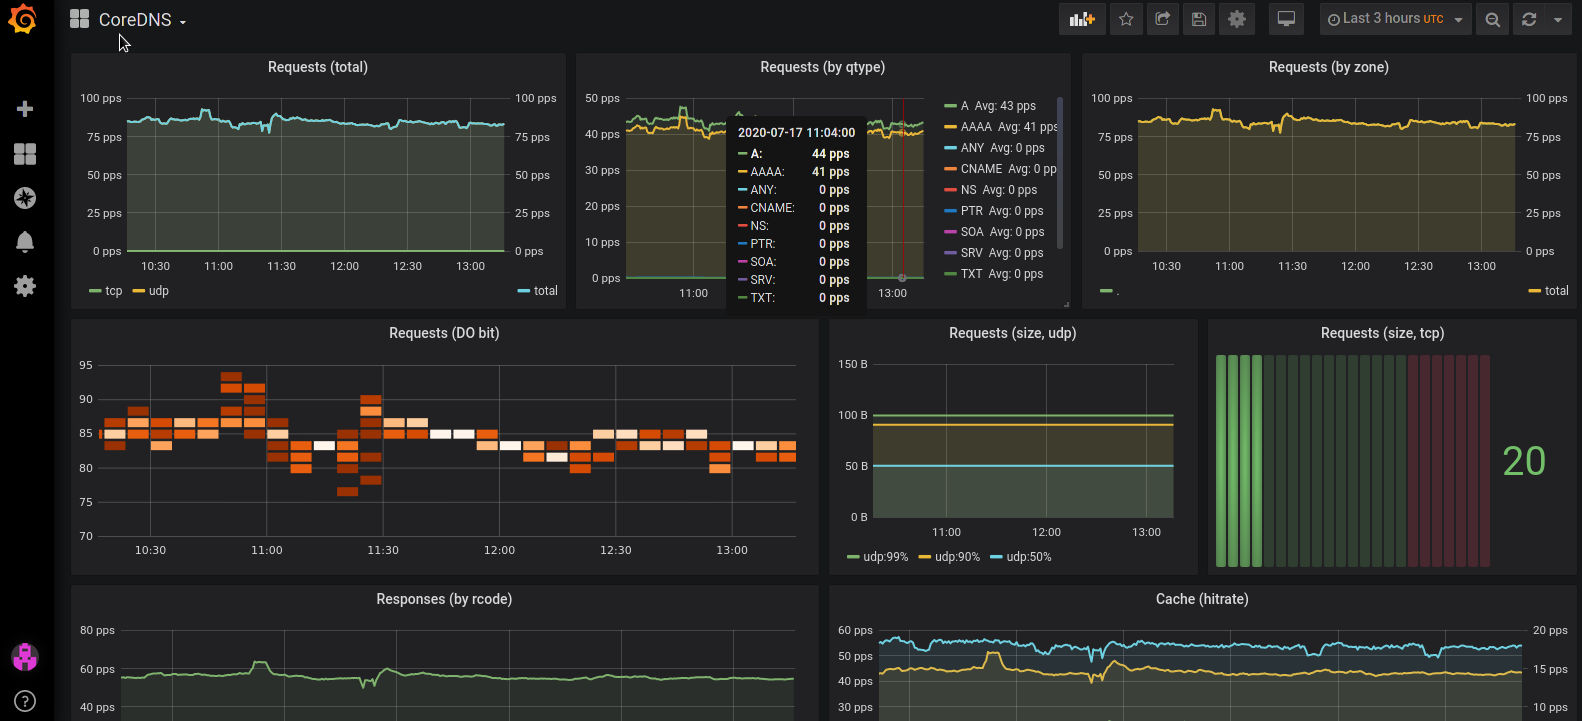 CoreDNS
Last 3 hours UTC
Requests (total)
100 pps
75 pps
50 pps
25 pps
0 pps
100 pps
75 pps
50 pps
25 pps
0 pps
10:30 11:00 11:30 12:00 12:30 13:00
tcp udp total
Requests (by qtype)
50 pps
40 pps
30 pps
20 pps
10 pps
0 pps
11:00 13:00
2020-07-17 11:04:00
A: 44 pps
AAAA: 41 pps
ANY: 0 pps
CNAME: 0 pps
NS: 0 pps
PTR: 0 pps
SOA: 0 pps
SRV: 0 pps
TXT: 0 pps
A Avg: 43 pps
AAAA Avg: 41 pps
ANY Avg: 0 pps
CNAME Avg: 0 pp
NS Avg: 0 pps
PTR Avg: 0 pps
SOA Avg: 0 pps
SRV Avg: 0 pps
TXT Avg: 0 pps
Requests (by zone)
100 pps
75 pps
50 pps
25 pps
0 pps
100 pps
75 pps
50 pps
25 pps
0 pps
10:30 11:00 11:30 12:00 12:30 13:00
. total
Requests (DO bit)
95
90
85
80
75
70
10:30 11:00 11:30 12:00 12:30 13:00
Requests (size, udp)
150 B
100 B
50 B
0 B
11:00 12:00 13:00
udp:99% udp:90% udp:50%
Requests (size, tcp)
20
Responses (by rcode)
80 pps
60 pps
40 pps
Cache (hitrate)
60 pps
50 pps
40 pps
30 pps
20 pps
15 pps
10 pps